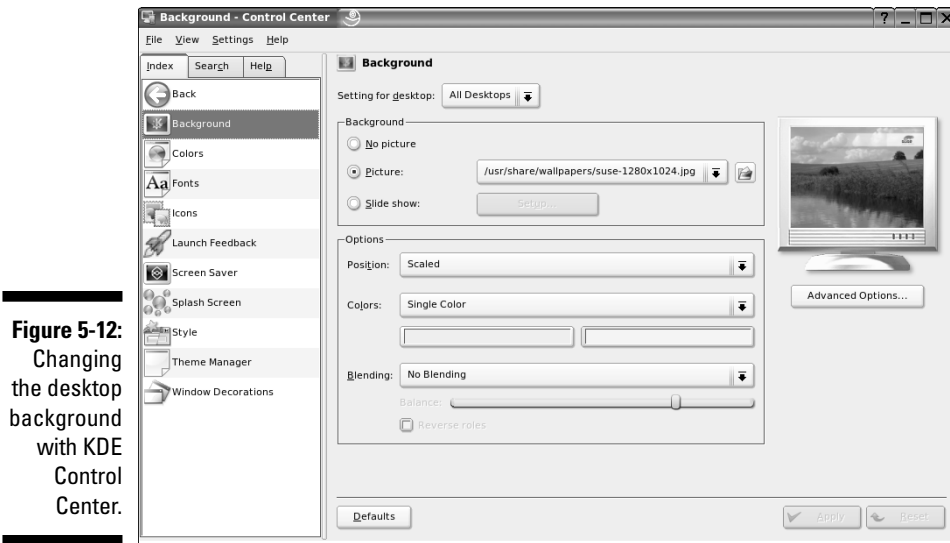 Background - Control Center
File View Settings Help
Index Search Help
Back
Background
Colors
Fonts
Icons
Launch Feedback
Screen Saver
Splash Screen
Style
Theme Manager
Window Decorations
Background
Setting for desktop: All Desktops
Background
No picture
Picture: /usr/share/wallpapers/suse-1280x1024.jpg
Slide show: Setup...
Options
Position: Scaled
Colors: Single Color
Blending: No Blending
Balance:
Reverse roles
Advanced Options...
Defaults
Apply
Reset
Figure 5-12:
Changing
the desktop
background
with KDE
Control
Center.